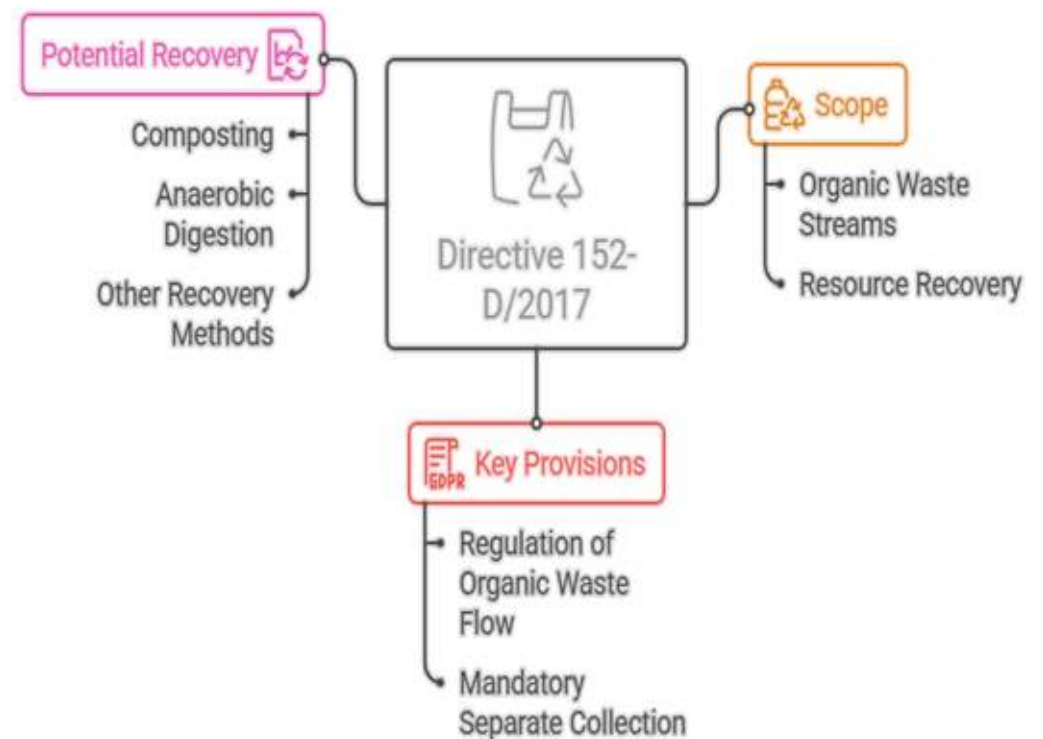 Potential Recovery
Composting
Anaerobic
Digestion
Other Recovery
Methods
Directive 152-
D/2017
Scope
Organic Waste
Streams
Resource Recovery
GDPR
Key Provisions
Regulation of
Organic Waste
Flow
Mandatory
Separate Collection